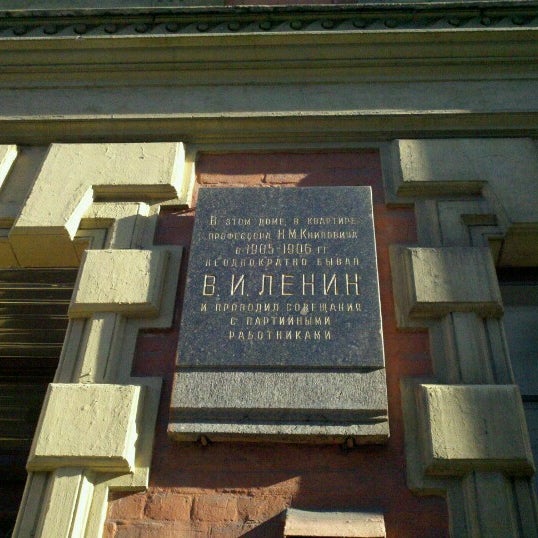 В ЭТОМ ДОМЕ, В КВАРТИРЕ
ПРОФЕССОРА Н.М.КНИПОВИЧА
В 1905-1906 ГГ.
НЕОДНОКРАТНО БЫВАЛ
В.И.ЛЕНИН
И ПРОВОДИЛ СОВЕЩАНИЯ
С ПАРТИЙНЫМИ
РАБОТНИКАМИ